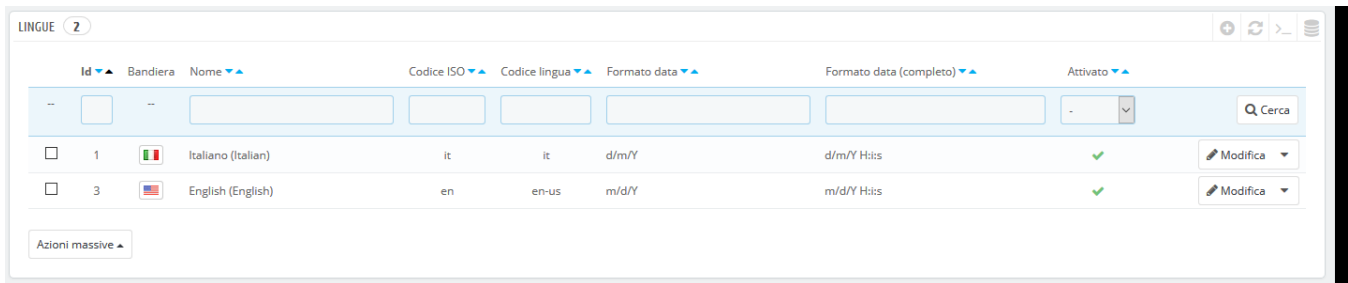 LINGUE 2
Id Bandiera Nome Codice ISO Codice lingua Formato data Formato data (completo) Attivato
-- -- - Cerca
1 Italiano (Italian) it it d/m/Y d/m/Y H:i:s Modifica
3 English (English) en en-us m/d/Y m/d/Y H:i:s Modifica
Azioni massive